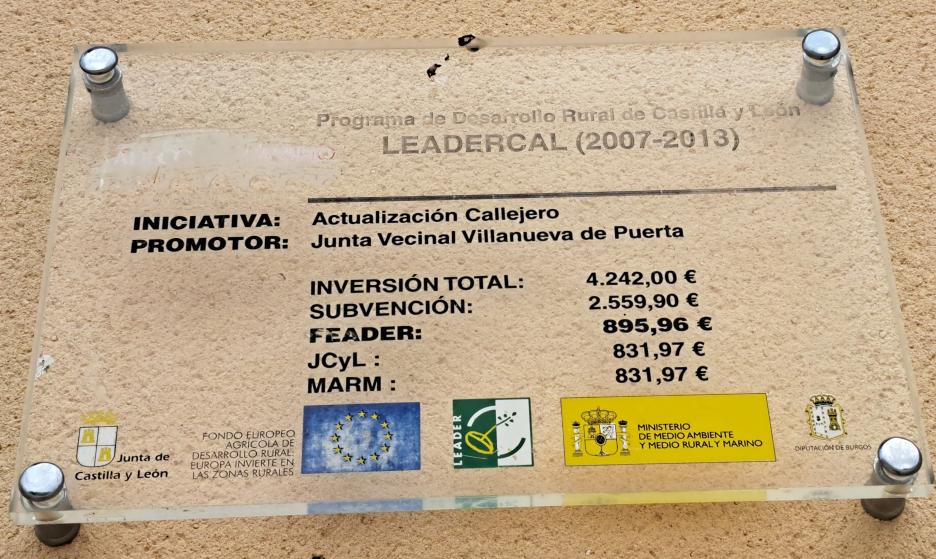 Programa de Desarrollo Rural de Castilla y León
LEADERCAL (2007-2013)
INICIATIVA: Actualización Callejero
PROMOTOR: Junta Vecinal Villanueva de Puerta
INVERSIÓN TOTAL: 4.242,00 €
SUBVENCIÓN: 2.559,90 €
FEADER: 895,96 €
JCyL : 831,97 €
MARM : 831,97 €
Junta de
Castilla y León
FONDO EUROPEO
AGRICOLA DE
DESARROLLO RURAL:
EUROPA INVIERTE EN
LAS ZONAS RURALES
LEADER
MINISTERIO
DE MEDIO AMBIENTE
Y MEDIO RURAL Y MARINO
DIPUTACIÓN DE BURGOS